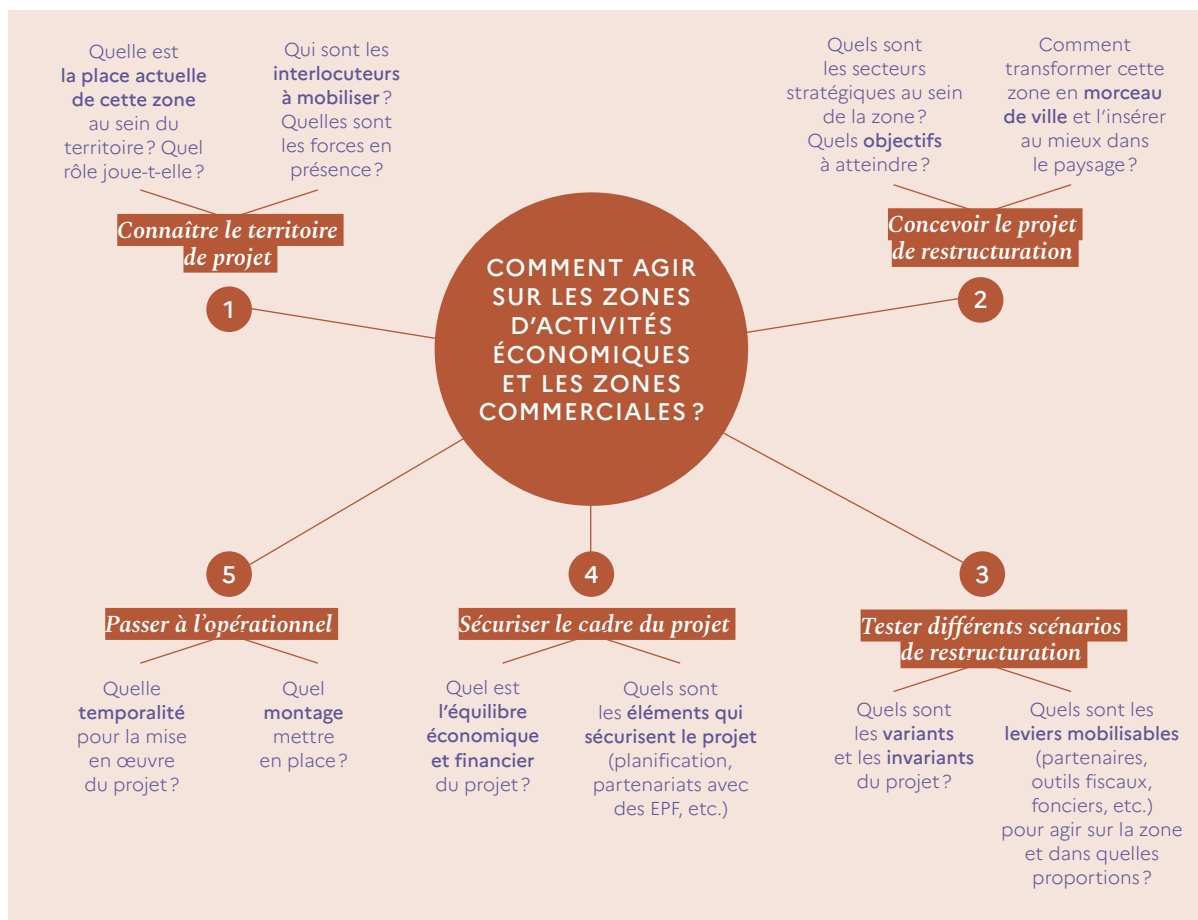 COMMENT AGIR
SUR LES ZONES
D'ACTIVITÉS
ÉCONOMIQUES
ET LES ZONES
COMMERCIALES ?
1
Connaître le territoire
de projet
Quelle est
la place actuelle
de cette zone
au sein du
territoire ? Quel
rôle joue-t-elle ?
Qui sont les
interlocuteurs
à mobiliser ?
Quelles sont
les forces en
présence ?
2
Concevoir le projet
de restructuration
Quels sont
les secteurs
stratégiques au sein
de la zone ?
Quels objectifs
à atteindre ?
Comment
transformer cette
zone en morceau
de ville et l'insérer
au mieux dans
le paysage ?
3
Tester différents scénarios
de restructuration
Quels sont
les variants
et les invariants
du projet ?
Quels sont les
leviers mobilisables
(partenaires,
outils fiscaux,
fonciers, etc.)
pour agir sur la zone
et dans quelles
proportions ?
4
Sécuriser le cadre du projet
Quel est
l'équilibre
économique
et financier
du projet ?
Quels sont
les éléments qui
sécurisent le projet
(planification,
partenariats avec
des EPF, etc.)
5
Passer à l'opérationnel
Quelle
temporalité
pour la mise
en œuvre
du projet ?
Quel
montage
mettre
en place ?